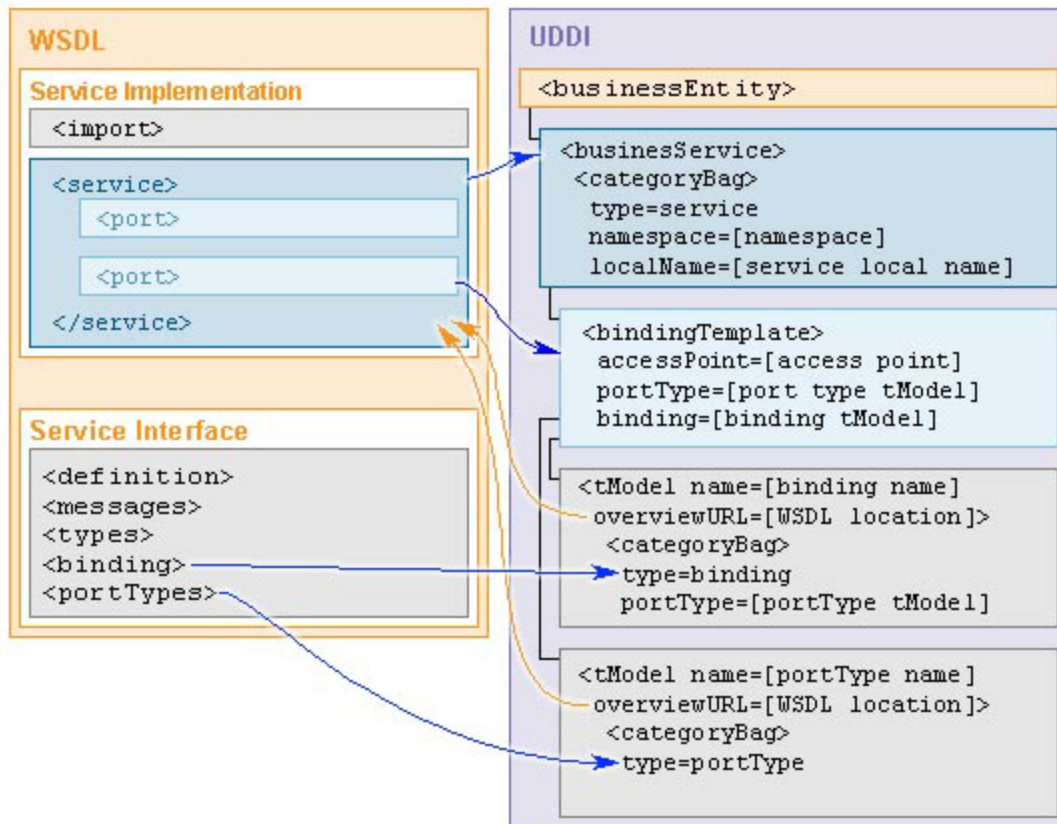 WSDL
Service Implementation
<import>
<service>
<port>
<port>
</service>
Service Interface
<definition>
<messages>
<types>
<binding>
<portTypes>
UDDI
<businessEntity>
<businesService>
<categoryBag>
type=service
namespace=[namespace]
localName=[service local name]
<bindingTemplate>
accessPoint=[access point]
portType=[port type tModel]
binding=[binding tModel]
<tModel name=[binding name]
overviewURL=[WSDL location]>
<categoryBag>
type=binding
portType=[portType tModel]
<tModel name=[portType name]
overviewURL=[WSDL location]>
<categoryBag>
type=portType